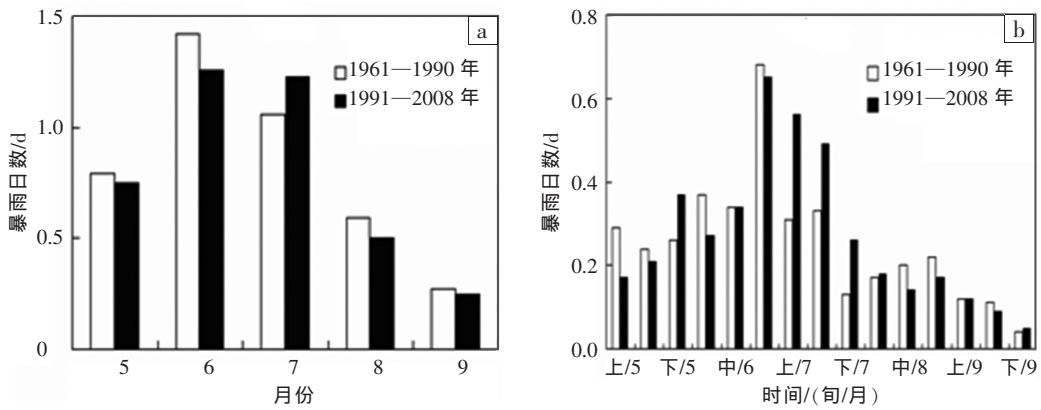 a
1.5
1.0
0.5
0
暴雨日数/d
1961—1990 年
1991—2008 年
5 6 7 8 9
月份
b
0.8
0.6
0.4
0.2
0.0
暴雨日数/d
1961—1990 年
1991—2008 年
上/5 下/5 中/6 上/7 下/7 中/8 上/9 下/9
时间/(旬/月)